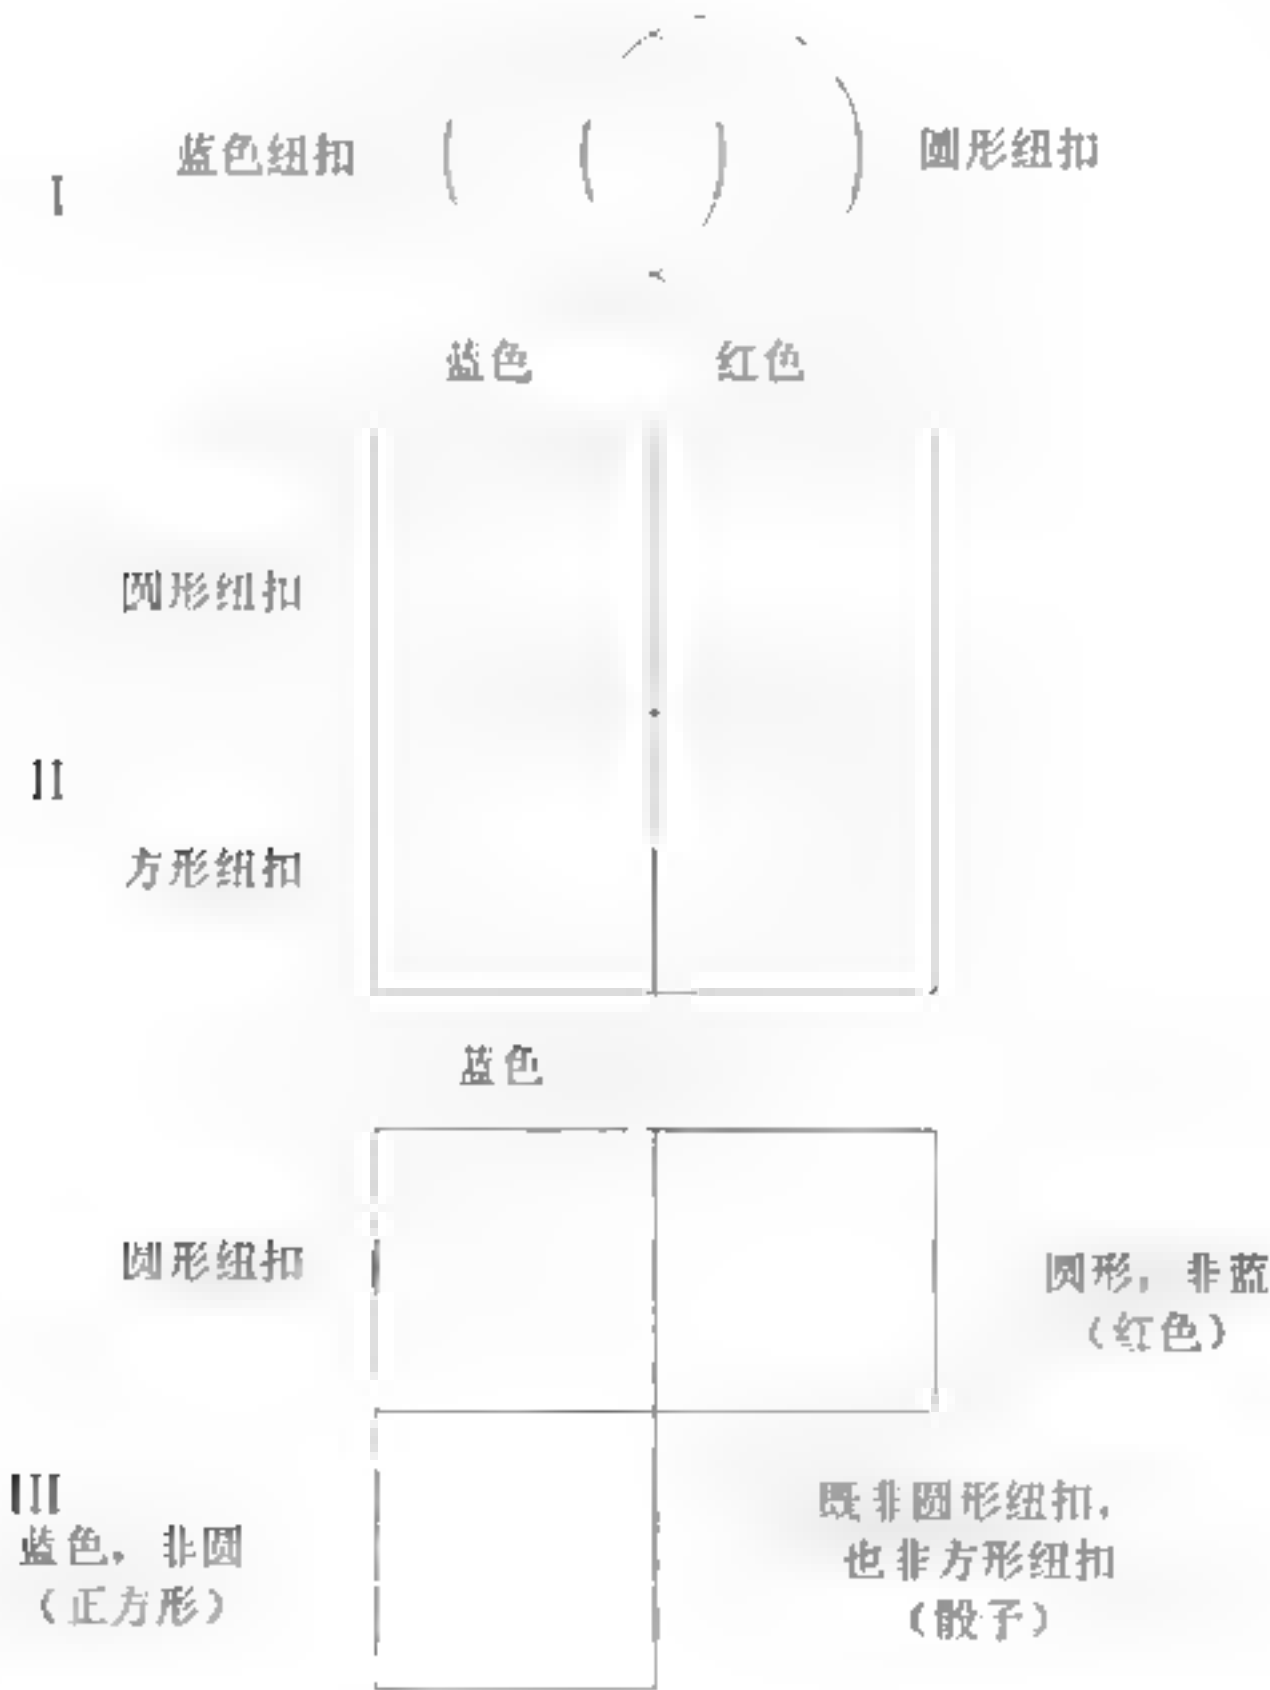 蓝色纽扣
圆形纽扣
I
蓝色 红色
圆形纽扣
II
方形纽扣
蓝色
圆形纽扣
圆形，非蓝
（红色）
III
蓝色，非圆
（正方形）
既非圆形纽扣，
也非方形纽扣
（骰子）